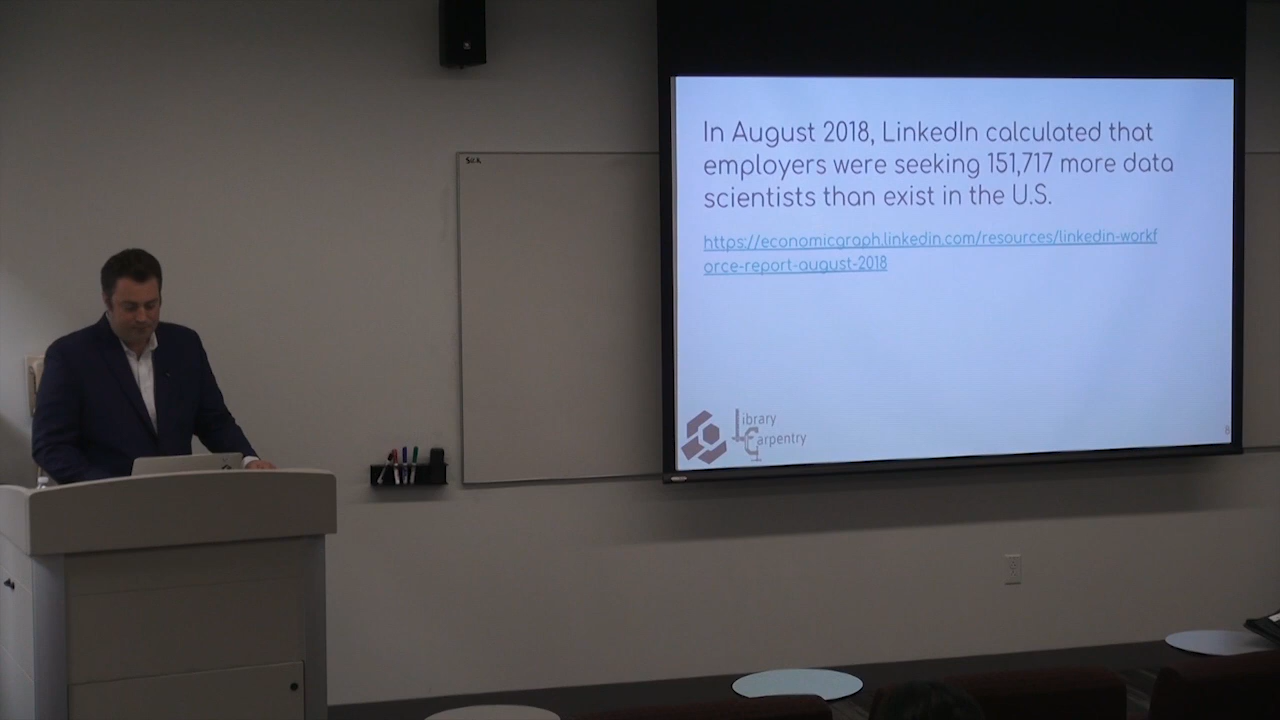 In August 2018, LinkedIn calculated that
employers were seeking 151,717 more data
scientists than exist in the U.S.
https://economicgraph.linkedin.com/resources/linkedin-workf
orce-report-august-2018
Library
Carpentry
8